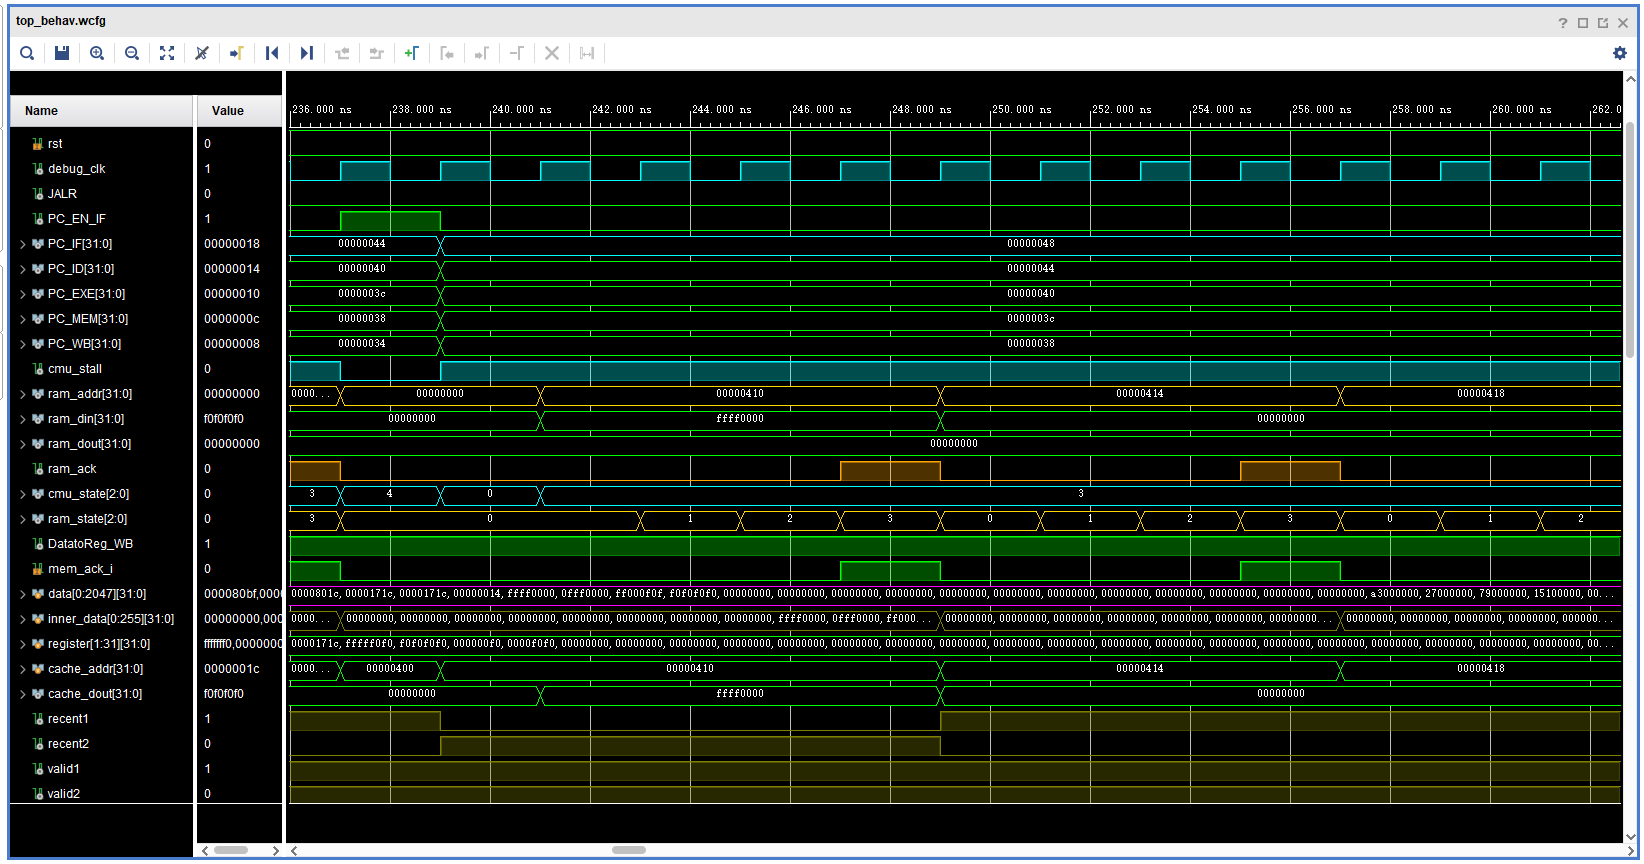 top_behav.wcfg
Name Value
236.000 ns 238.000 ns 240.000 ns 242.000 ns 244.000 ns 246.000 ns 248.000 ns 250.000 ns 252.000 ns 254.000 ns 256.000 ns 258.000 ns 260.000 ns 262.0
rst 0
debug_clk 1
JALR 0
PC_EN_IF 1
PC_IF[31:0] 00000018 00000044 00000048
PC_ID[31:0] 00000014 00000040 00000044
PC_EXE[31:0] 00000010 0000003c 00000040
PC_MEM[31:0] 0000000c 00000038 0000003c
PC_WB[31:0] 00000008 00000034 00000038
cmu_stall 0
ram_addr[31:0] 00000000 0000... 00000000 00000410 00000414 00000418
ram_din[31:0] f0f0f0f0 00000000 ffff0000 00000000
ram_dout[31:0] 00000000 00000000
ram_ack 0
cmu_state[2:0] 0 3 4 0 3
ram_state[2:0] 0 3 0 1 2 3 0 1 2 3 0 1 2
DatatoReg_WB 1
mem_ack_i 0
data[0:2047][31:0] 000080bf,000 0000801c,0000171c,0000171c,00000014,ffff0000,0fff0000,ff000f0f,f0f0f0f0,00000000,00000000,00000000,00000000,00000000,00000000,00000000,00000000,a3000000,27000000,79000000,15100000,00...
inner_data[0:255][31:0] 00000000,000 0000... 00000000,00000000,00000000,00000000,00000000,00000000,00000000,00000000,ffff0000,0fff0000,ff000... 00000000,00000000,00000000,00000000,00000000,00000000,00000000... 00000000,00000000,00000000,00000000,000000...
register[1:31][31:0] fffffff0,0000000 0000171c,fffff0f0,f0f0f0f0,00000f0,000f0f0,00000000,00000000,00000000,00000000,00000000,00000000,00000000,00000000,00000000,00000000,00000000,00000000,00000000,00000000,00000000,00...
cache_addr[31:0] 0000001c 0000... 00000400 00000410 00000414 00000418
cache_dout[31:0] f0f0f0f0 00000000 ffff0000 00000000
recent1 1
recent2 0
valid1 1
valid2 0